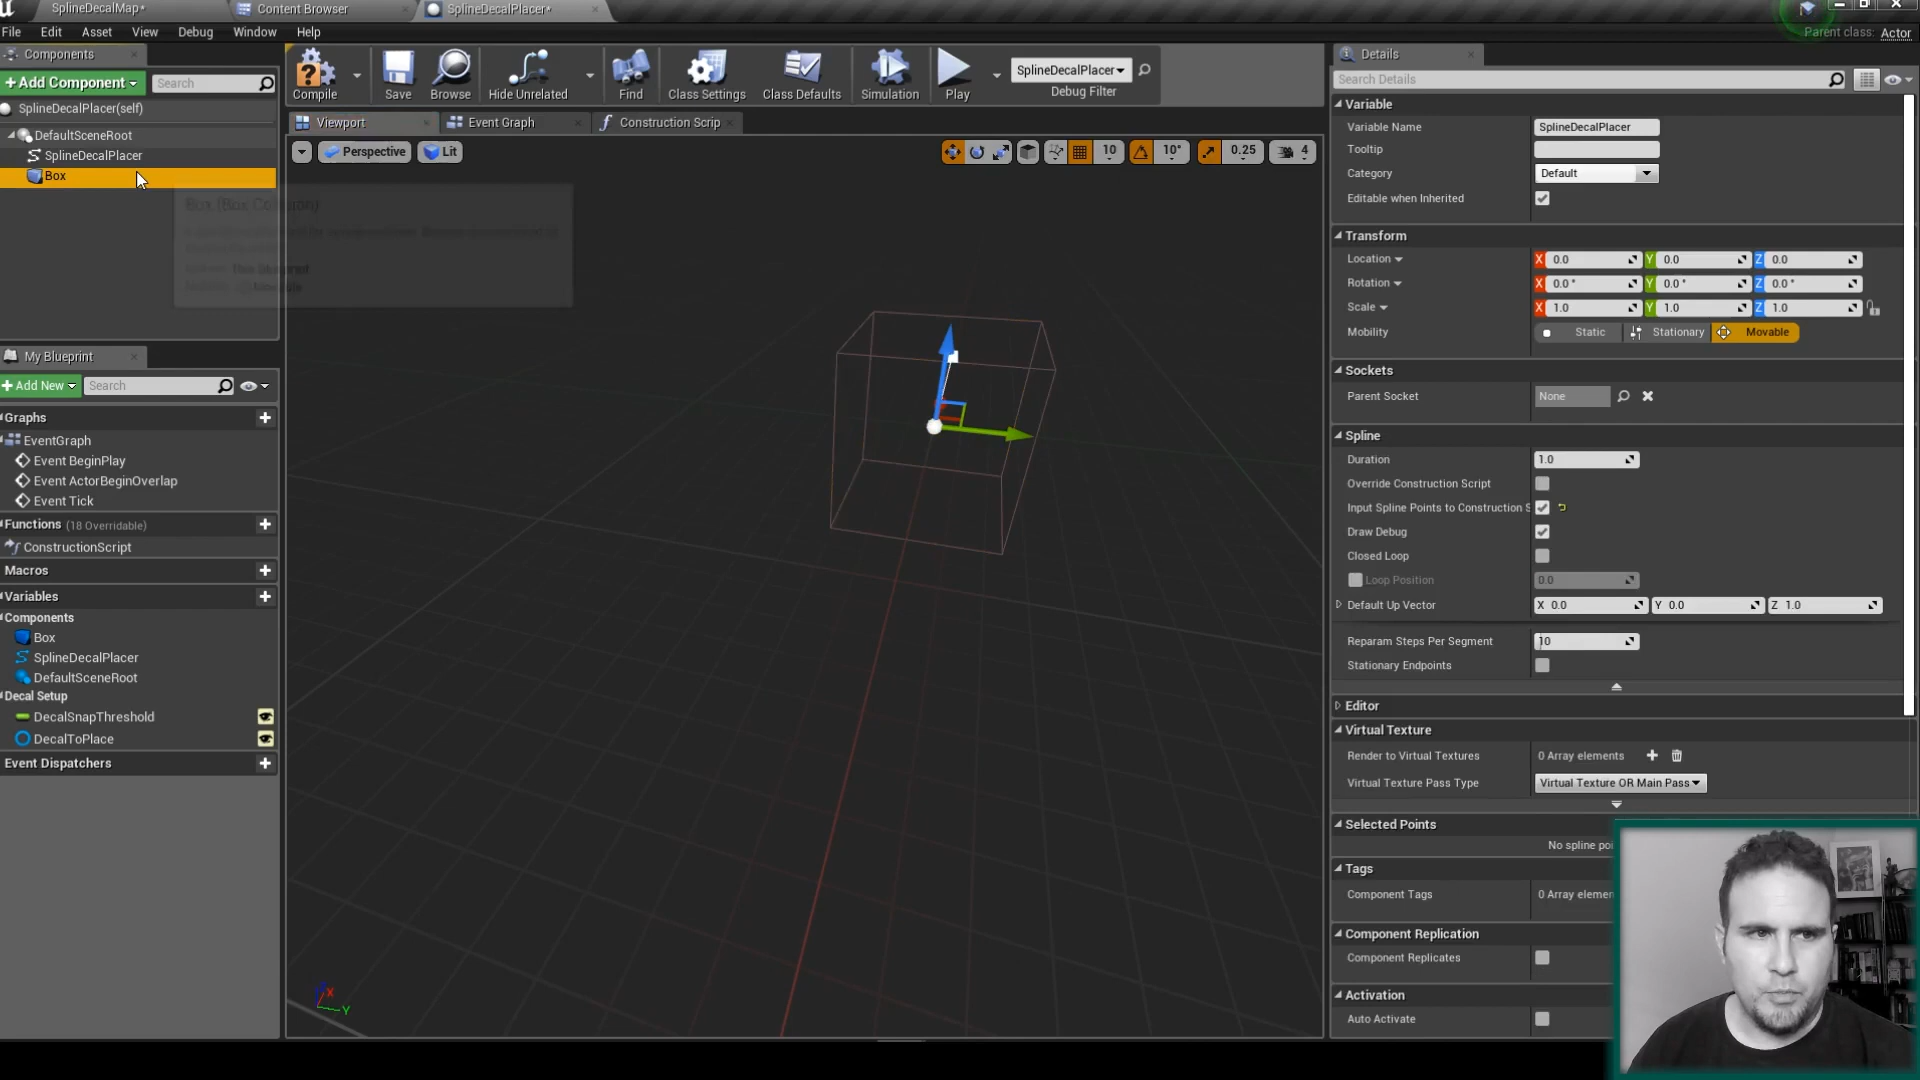 SplineDecalMap*
Content Browser
SplineDecalPlacer*
File Edit Asset View Debug Window Help
Parent class: Actor
Components
+Add Component
Search
SplineDecalPlacer(self)
DefaultSceneRoot
SplineDecalPlacer
Box
Compile
Save
Browse
Hide Unrelated
Find
Class Settings
Class Defaults
Simulation
Play
SplineDecalPlacer
Debug Filter
Viewport
Event Graph
Construction Scrip
Perspective
Lit
10
10°
0.25
4
X
Y
My Blueprint
+Add New
Search
Graphs
EventGraph
Event BeginPlay
Event ActorBeginOverlap
Event Tick
Functions (18 Overridable)
ConstructionScript
Macros
Variables
Components
Box
SplineDecalPlacer
DefaultSceneRoot
Decal Setup
DecalSnapThreshold
DecalToPlace
Event Dispatchers
Details
Search Details
Variable
Variable Name SplineDecalPlacer
Tooltip
Category Default
Editable when Inherited
Transform
Location X 0.0 Y 0.0 Z 0.0
Rotation X 0.0 ° Y 0.0 ° Z 0.0 °
Scale X 1.0 Y 1.0 Z 1.0
Mobility Static Stationary Movable
Sockets
Parent Socket None
Spline
Duration 1.0
Override Construction Script
Input Spline Points to Construction S
Draw Debug
Closed Loop
Loop Position 0.0
Default Up Vector X 0.0 Y 0.0 Z 1.0
Reparam Steps Per Segment 10
Stationary Endpoints
Editor
Virtual Texture
Render to Virtual Textures 0 Array elements
Virtual Texture Pass Type Virtual Texture OR Main Pass
Selected Points
No spline poi
Tags
Component Tags 0 Array elemen
Component Replication
Component Replicates
Activation
Auto Activate